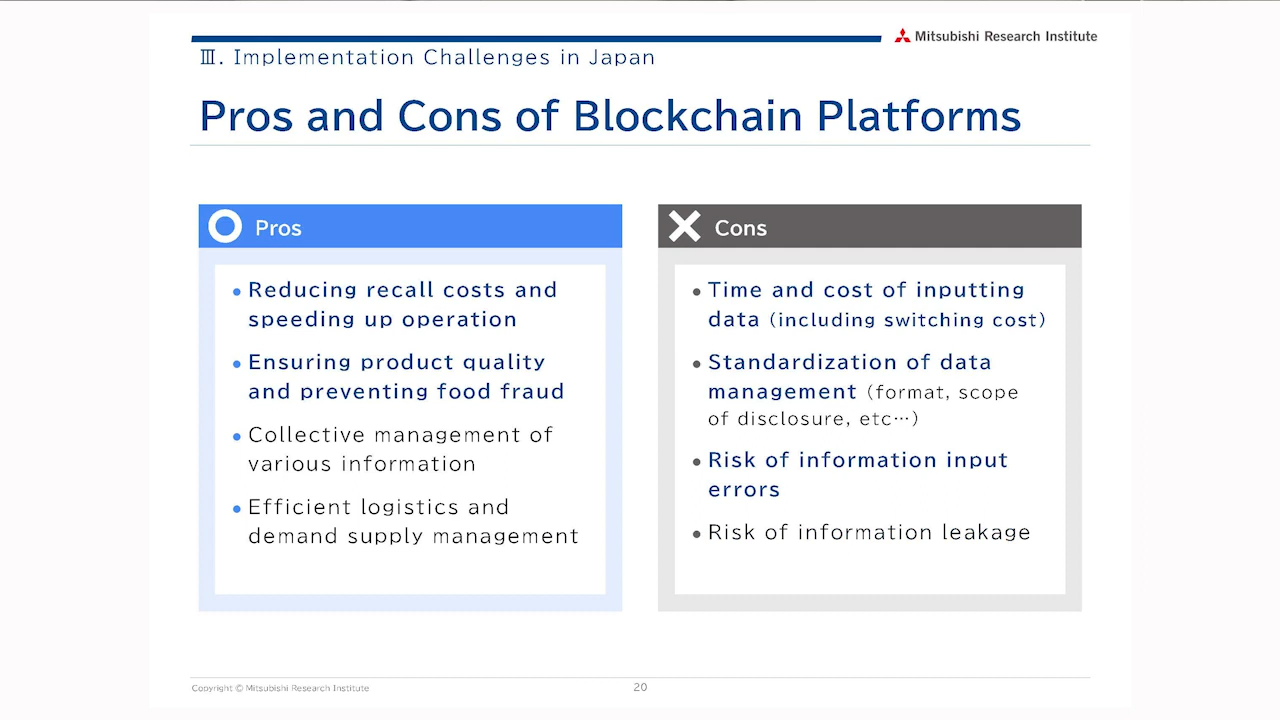 Mitsubishi Research Institute
Ⅲ. Implementation Challenges in Japan
Pros and Cons of Blockchain Platforms
Pros
• Reducing recall costs and
speeding up operation
• Ensuring product quality
and preventing food fraud
• Collective management of
various information
• Efficient logistics and
demand supply management
Cons
• Time and cost of inputting
data (including switching cost)
• Standardization of data
management (format, scope
of disclosure, etc…)
• Risk of information input
errors
• Risk of information leakage
Copyright © Mitsubishi Research Institute
20